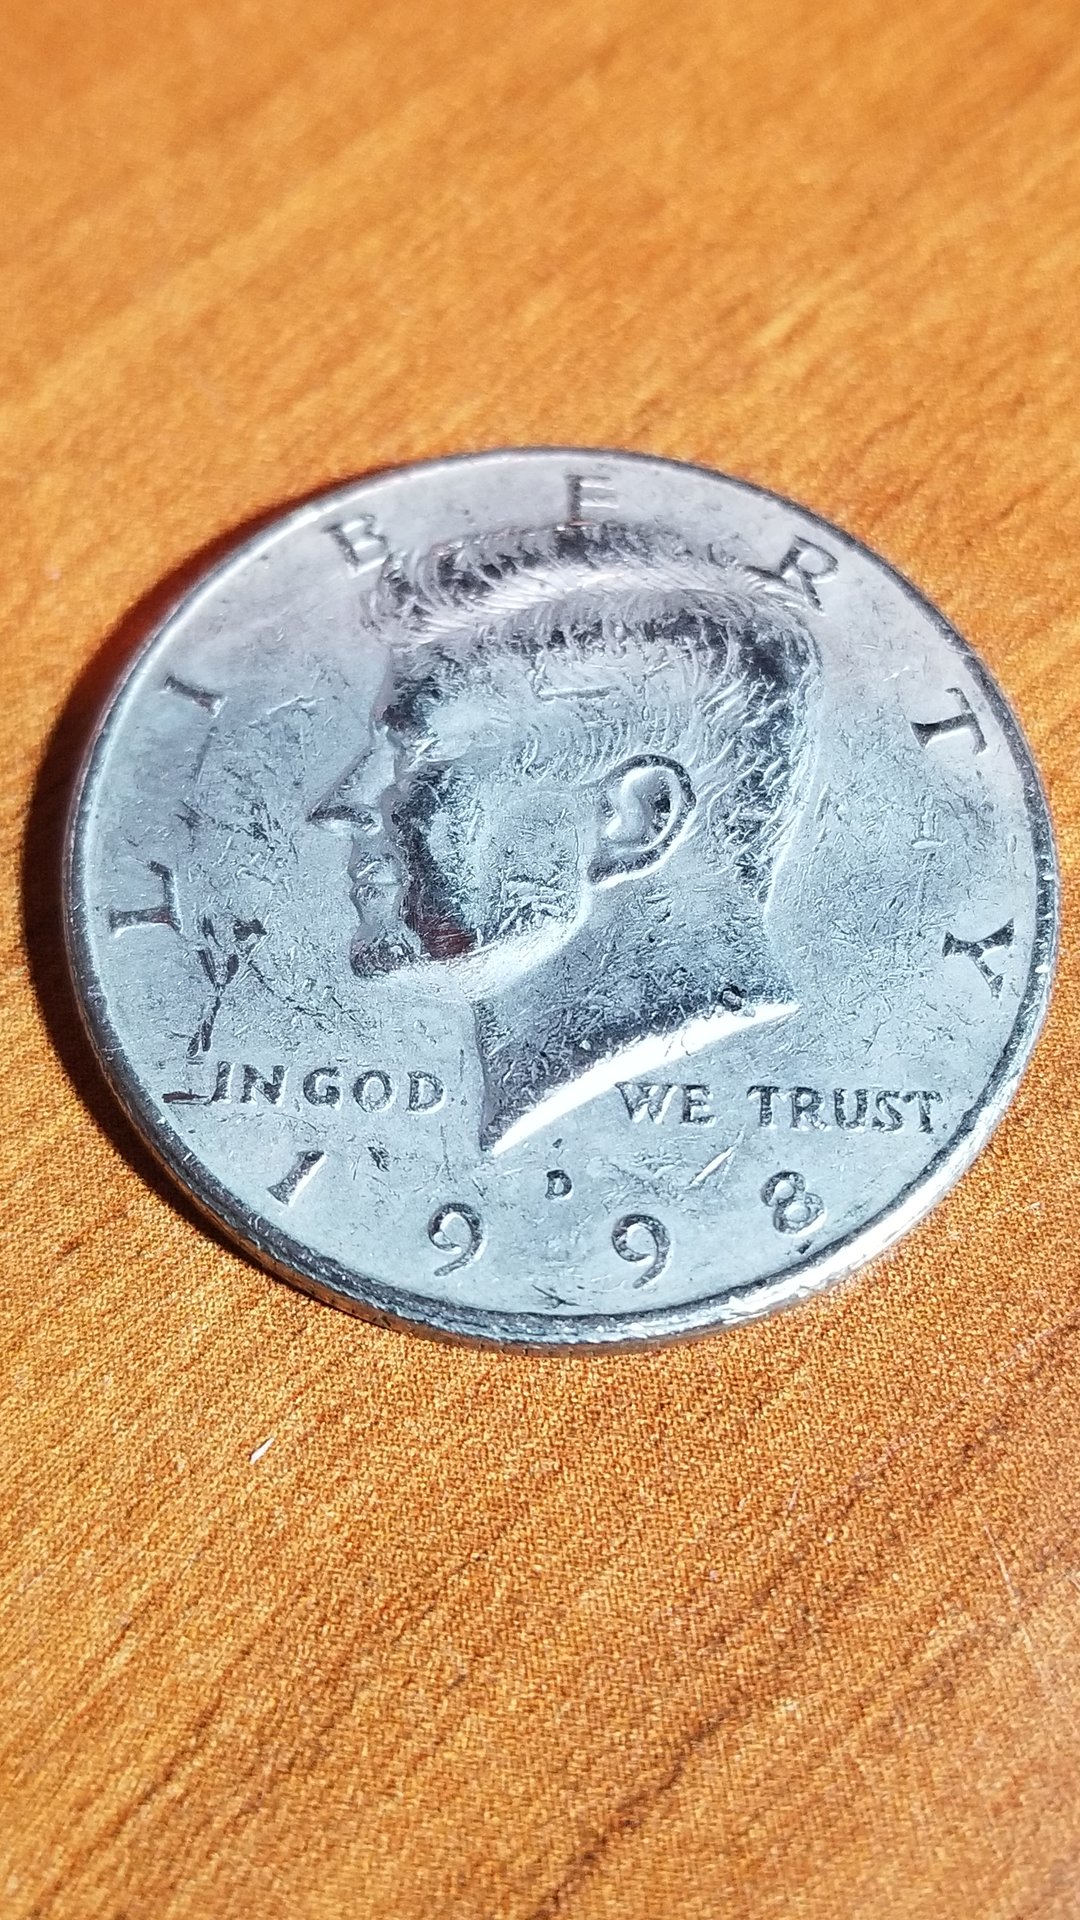 LIBERTY
IN GOD WE TRUST
D
1998